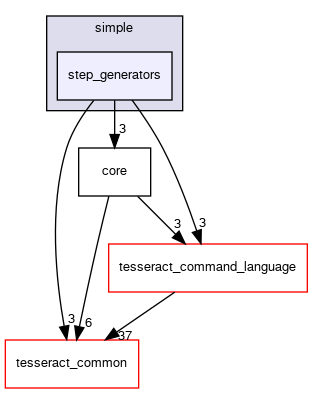 simple
step_generators
3
core
3
3
tesseract_command_language
3
6
37
tesseract_common